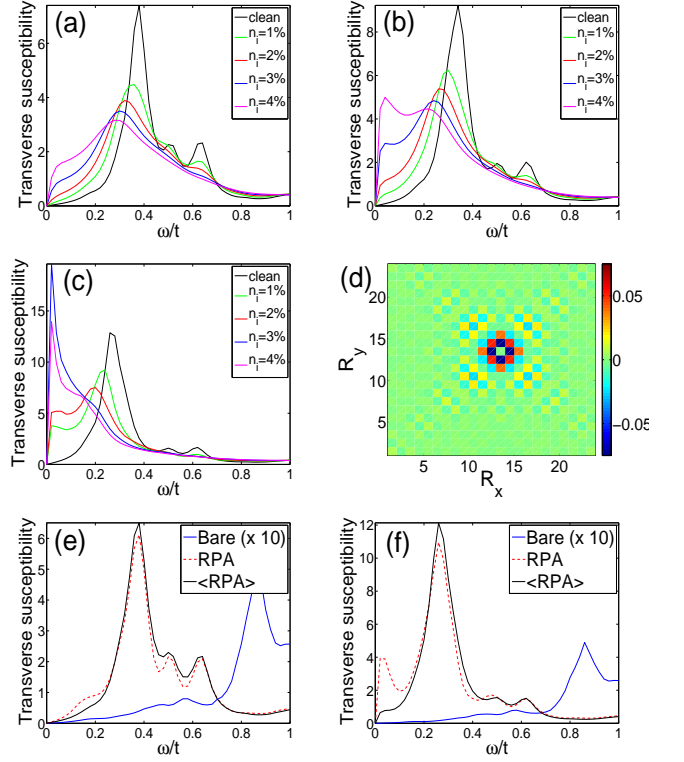 (a)
clean
n_i=1%
n_i=2%
n_i=3%
n_i=4%
Transverse susceptibility
0 2 4 6
0 0.2 0.4 0.6 0.8 1
ω/t
(b)
clean
n_i=1%
n_i=2%
n_i=3%
n_i=4%
Transverse susceptibility
0 2 4 6 8
0 0.2 0.4 0.6 0.8 1
ω/t
(c)
clean
n_i=1%
n_i=2%
n_i=3%
n_i=4%
Transverse susceptibility
0 5 10 15
0 0.2 0.4 0.6 0.8 1
ω/t
(d)
R_y
5 10 15 20
5 10 15 20
R_x
0.05
0
−0.05
(e)
Bare (x 10)
RPA
<RPA>
Transverse susceptibility
0 1 2 3 4 5 6
0 0.2 0.4 0.6 0.8 1
ω/t
(f)
Bare (x 10)
RPA
<RPA>
Transverse susceptibility
0 2 4 6 8 10 12
0 0.2 0.4 0.6 0.8 1
ω/t